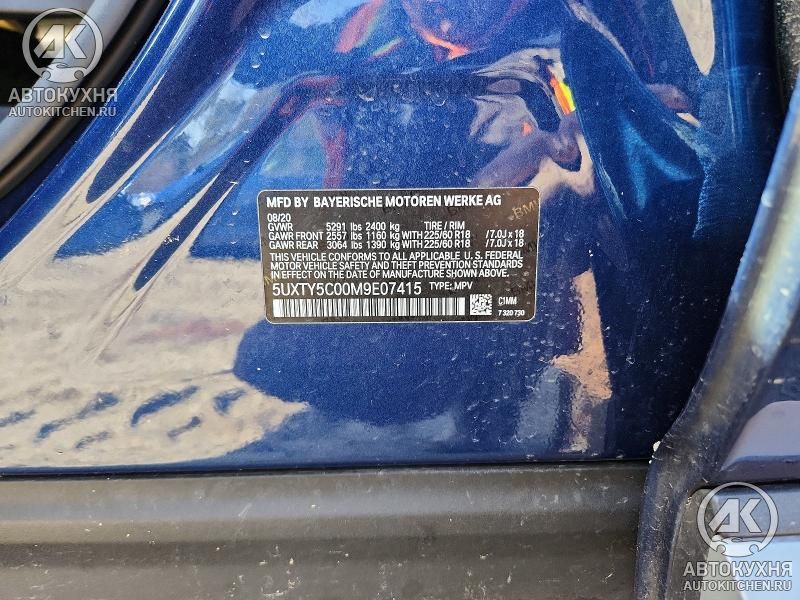 AK
АВТОКУХНЯ
AUTOKITCHEN.RU
MFD BY BAYERISCHE MOTOREN WERKE AG
08/20
GVWR 5291 lbs 2400 kg TIRE / RIM
GAWR FRONT 2557 lbs 1160 kg WITH 225/60 R18 /7.0J x 18
GAWR REAR 3064 lbs 1390 kg WITH 225/60 R18 /7.0J x 18
THIS VEHICLE CONFORMS TO ALL APPLICABLE U. S. FEDERAL
MOTOR VEHICLE SAFETY AND THEFT PREVENTION STANDARDS
IN EFFECT ON THE DATE OF MANUFACTURE SHOWN ABOVE:
5UXTY5C00M9E07415 TYPE: MPV
C1MM
7 320 730
BMW
AK
АВТОКУХНЯ
AUTOKITCHEN.RU